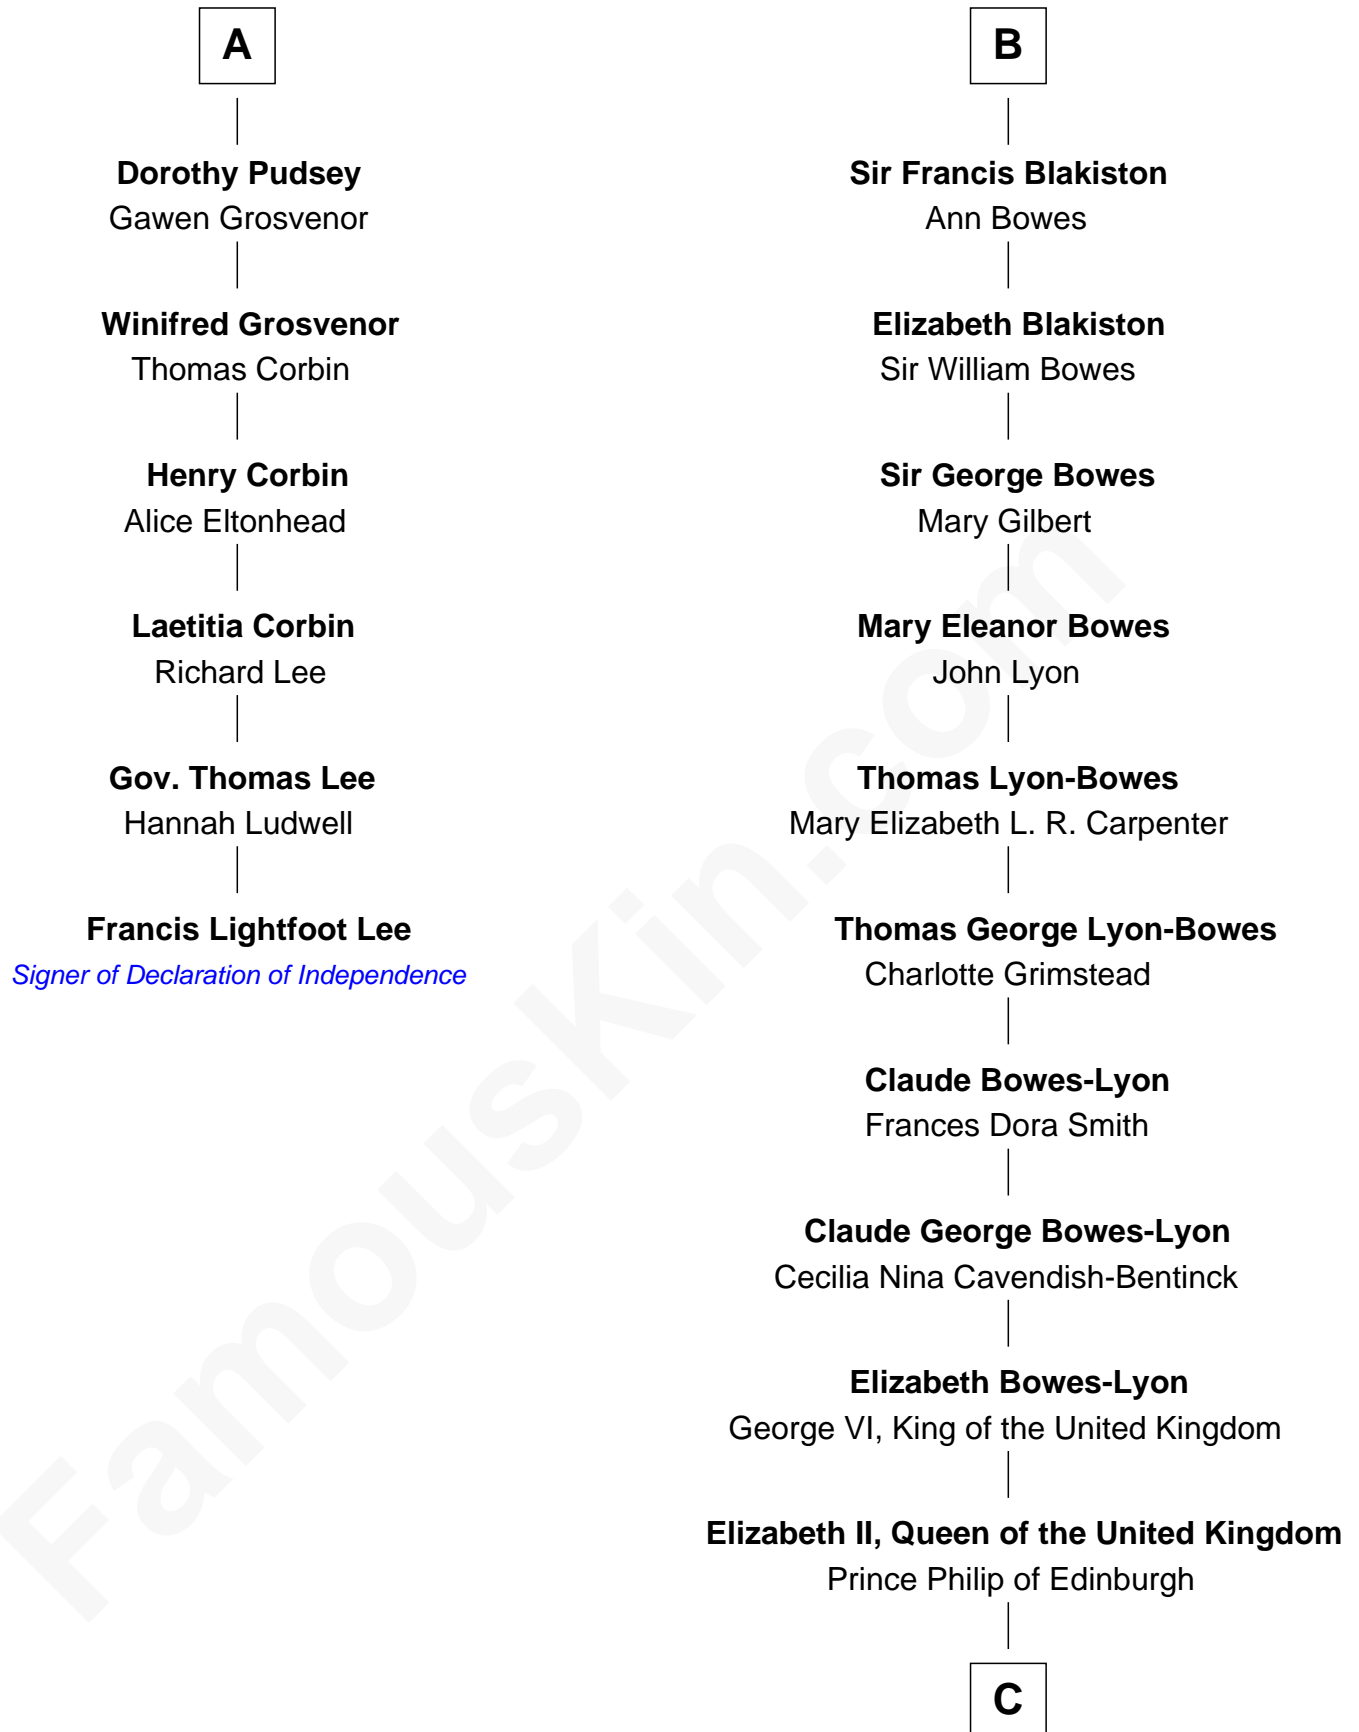 A
Dorothy Pudsey
Gawen Grosvenor
Winifred Grosvenor
Thomas Corbin
Henry Corbin
Alice Eltonhead
Laetitia Corbin
Richard Lee
Gov. Thomas Lee
Hannah Ludwell
Francis Lightfoot Lee
Signer of Declaration of Independence
B
Sir Francis Blakiston
Ann Bowes
Elizabeth Blakiston
Sir William Bowes
Sir George Bowes
Mary Gilbert
Mary Eleanor Bowes
John Lyon
Thomas Lyon-Bowes
Mary Elizabeth L. R. Carpenter
Thomas George Lyon-Bowes
Charlotte Grimstead
Claude Bowes-Lyon
Frances Dora Smith
Claude George Bowes-Lyon
Cecilia Nina Cavendish-Bentinck
Elizabeth Bowes-Lyon
George VI, King of the United Kingdom
Elizabeth II, Queen of the United Kingdom
Prince Philip of Edinburgh
C
FamousKin.com